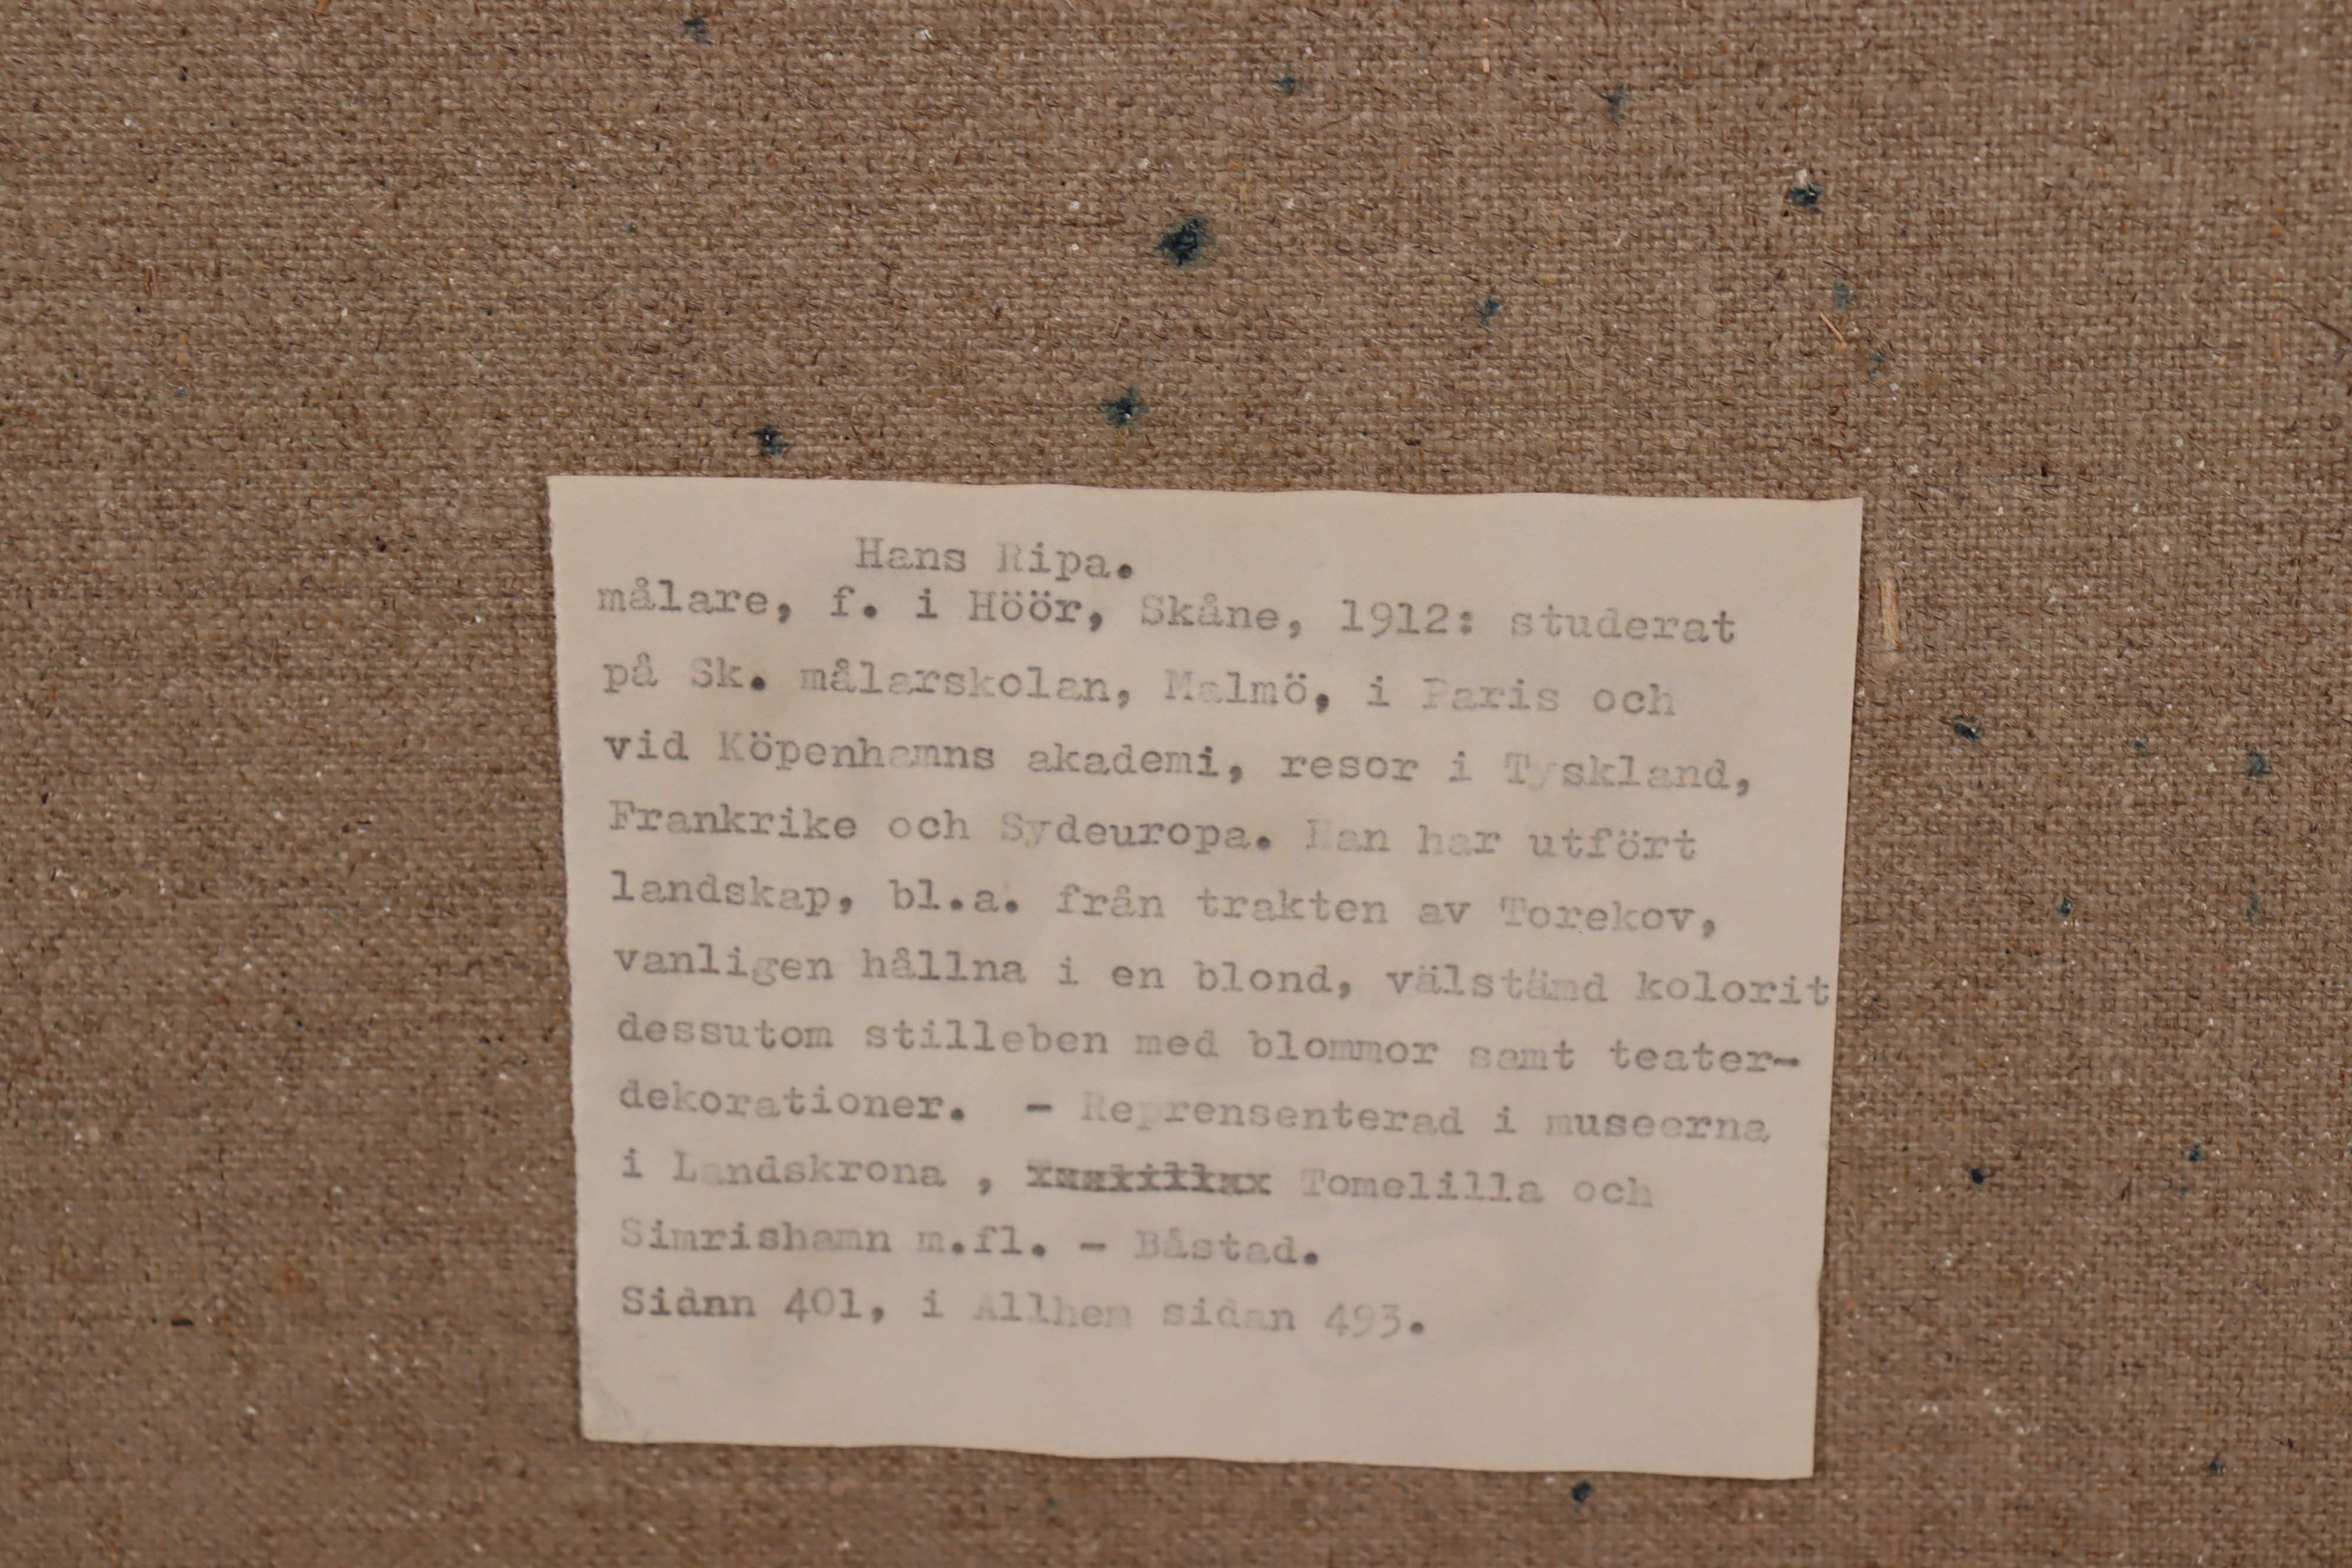 Hans Ripa.
målare, f. i Höör, Skåne, 1912: studerat
på Sk. målarskolan, Malmö, i Paris och
vid Köpenhamns akademi, resor i Tyskland,
Frankrike och Sydeuropa. Han har utfört
landskap, bl.a. från trakten av Torekov,
vanligen hållna i en blond, välstämd kolorit
dessutom stilleben med blommor samt teater-
dekorationer. - Reprensenterad i museerna
i Landskrona , Tomelilla och
Simrishamn m.fl. - Båstad.
Sidan 401, i Allhem sidan 493.